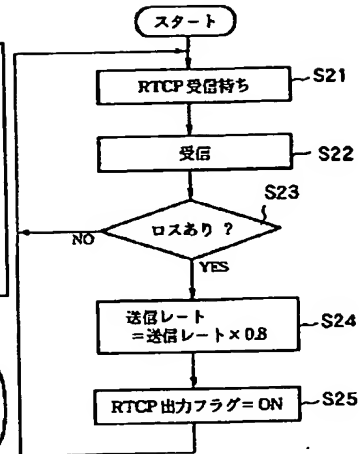 スタート
RTCP受信待ち
S21
受信
S22
S23
ロスあり ?
NO
YES
送信レート
=送信レート×0.8
S24
RTCP出力フラグ=ON
S25